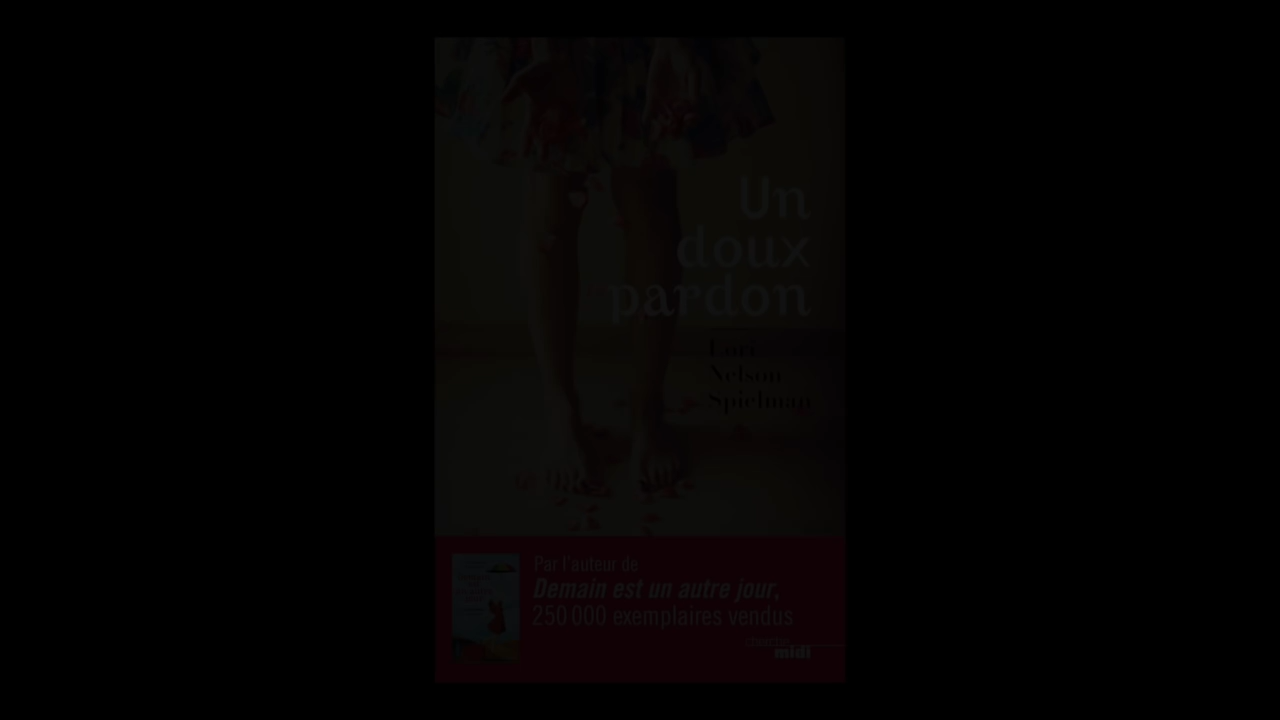 Un
doux
pardon
Lori
Nelson
Spielman
Par l'auteur de
Demain est un autre jour,
250 000 exemplaires vendus
cherche
midi